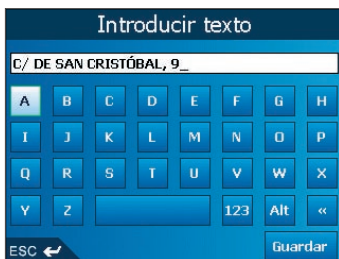 Introducir texto
C/ DE SAN CRISTÓBAL, 9_
A B C D E F G H
I J K L M N O P
Q R S T U V W X
Y Z 123 Alt «
ESC Guardar